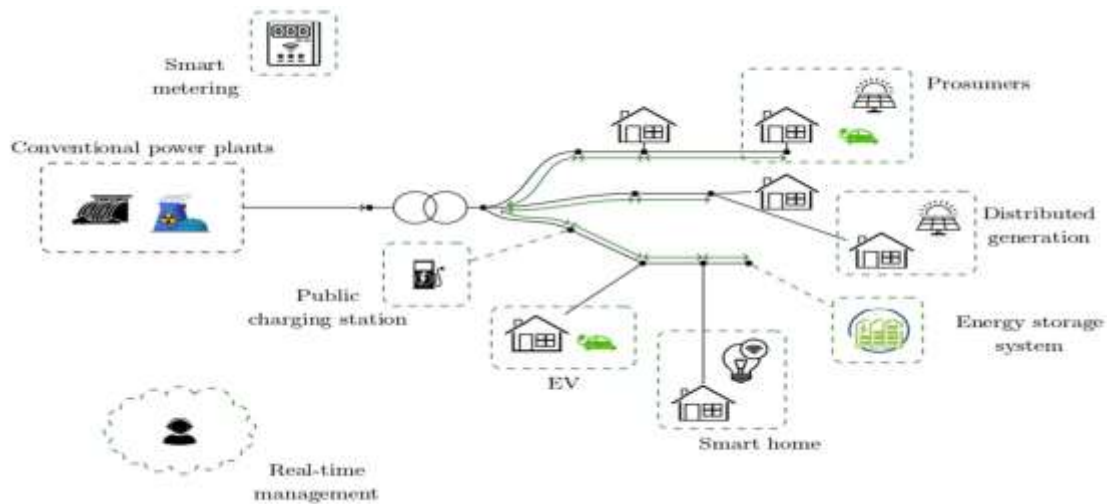 Smart
metering
Prosumers
Conventional power plants
Distributed
generation
Public
charging station
Energy storage
system
EV
Smart home
Real-time
management